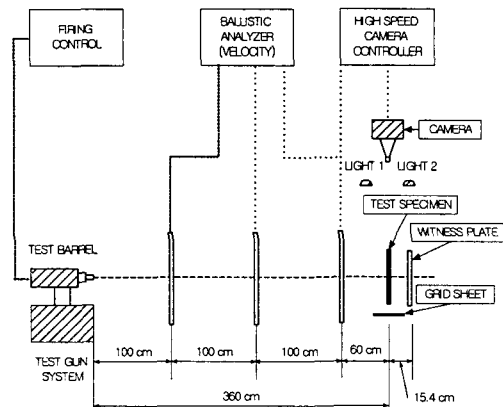 FIRING
CONTROL
BALLISTIC
ANALYZER
(VELOCITY)
HIGH SPEED
CAMERA
CONTROLLER
CAMERA
LIGHT 1
LIGHT 2
TEST SPECIMEN
WITNESS PLATE
TEST BARREL
GRID SHEET
TEST GUN
SYSTEM
100 cm
100 cm
100 cm
60 cm
15.4 cm
360 cm